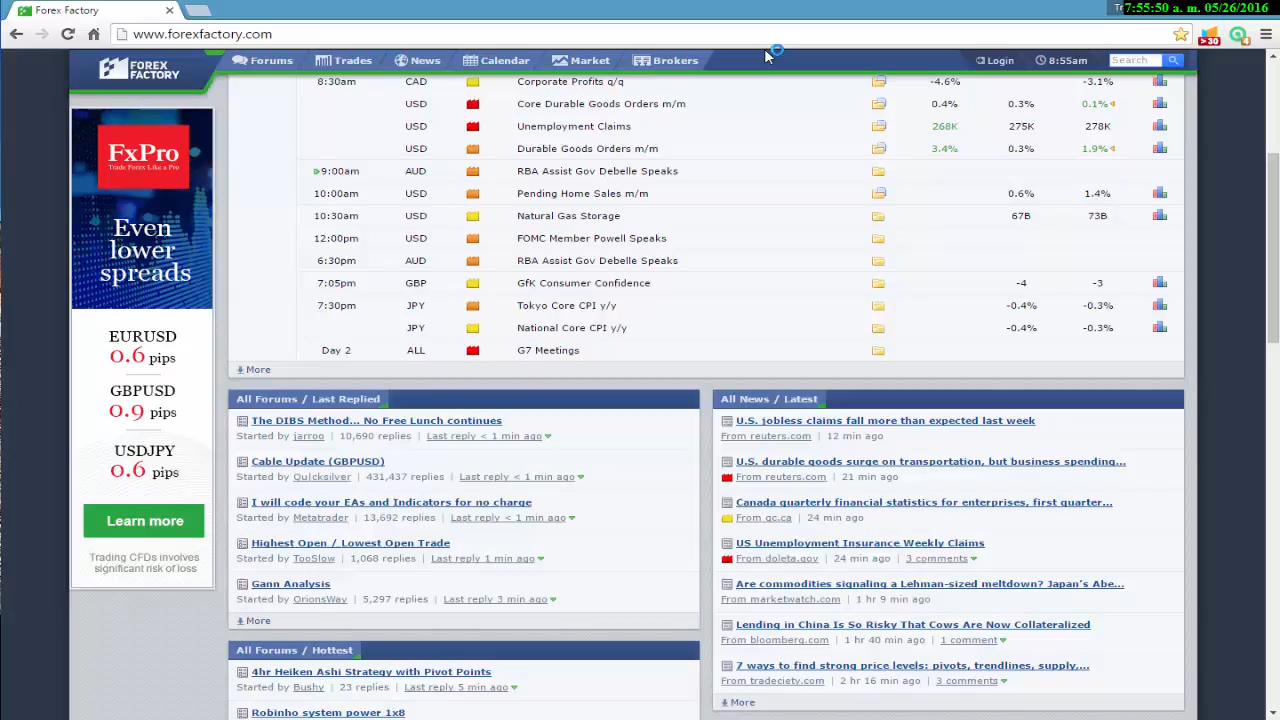 Forex Factory
7:55:50 a. m. 05/26/2016
www.forexfactory.com
>30
4
FOREX FACTORY
Forums Trades News Calendar Market Brokers Login 8:55am Search
8:30am CAD Corporate Profits q/q -4.6% -3.1%
USD Core Durable Goods Orders m/m 0.4% 0.3% 0.1%
USD Unemployment Claims 268K 275K 278K
USD Durable Goods Orders m/m 3.4% 0.3% 1.9%
9:00am AUD RBA Assist Gov Debelle Speaks
10:00am USD Pending Home Sales m/m 0.6% 1.4%
10:30am USD Natural Gas Storage 67B 73B
12:00pm USD FOMC Member Powell Speaks
6:30pm AUD RBA Assist Gov Debelle Speaks
7:05pm GBP GfK Consumer Confidence -4 -3
7:30pm JPY Tokyo Core CPI y/y -0.4% -0.3%
JPY National Core CPI y/y -0.4% -0.3%
Day 2 ALL G7 Meetings
More
FxPro
Trade Forex Like a Pro
Even
lower
spreads
EURUSD
0.6 pips
GBPUSD
0.9 pips
USDJPY
0.6 pips
Learn more
Trading CFDs involves
significant risk of loss
All Forums / Last Replied
The DIBS Method... No Free Lunch continues
Started by jarroo | 10,690 replies | Last reply < 1 min ago
Cable Update (GBPUSD)
Started by Quicksilver | 431,437 replies | Last reply < 1 min ago
I will code your EAs and Indicators for no charge
Started by Metatrader | 13,692 replies | Last reply < 1 min ago
Highest Open / Lowest Open Trade
Started by TooSlow | 1,068 replies | Last reply 1 min ago
Gann Analysis
Started by OrionsWay | 5,297 replies | Last reply 3 min ago
More
All Forums / Hottest
4hr Heiken Ashi Strategy with Pivot Points
Started by Bushy | 23 replies | Last reply 5 min ago
Robinho system power 1x8
All News / Latest
U.S. jobless claims fall more than expected last week
From reuters.com | 12 min ago
U.S. durable goods surge on transportation, but business spending...
From reuters.com | 21 min ago
Canada quarterly financial statistics for enterprises, first quarter...
From gc.ca | 24 min ago
US Unemployment Insurance Weekly Claims
From doleta.gov | 24 min ago | 3 comments
Are commodities signaling a Lehman-sized meltdown? Japan's Abe...
From marketwatch.com | 1 hr 9 min ago
Lending in China Is So Risky That Cows Are Now Collateralized
From bloomberg.com | 1 hr 40 min ago | 1 comment
7 ways to find strong price levels: pivots, trendlines, supply,...
From tradeciety.com | 2 hr 16 min ago | 3 comments
More